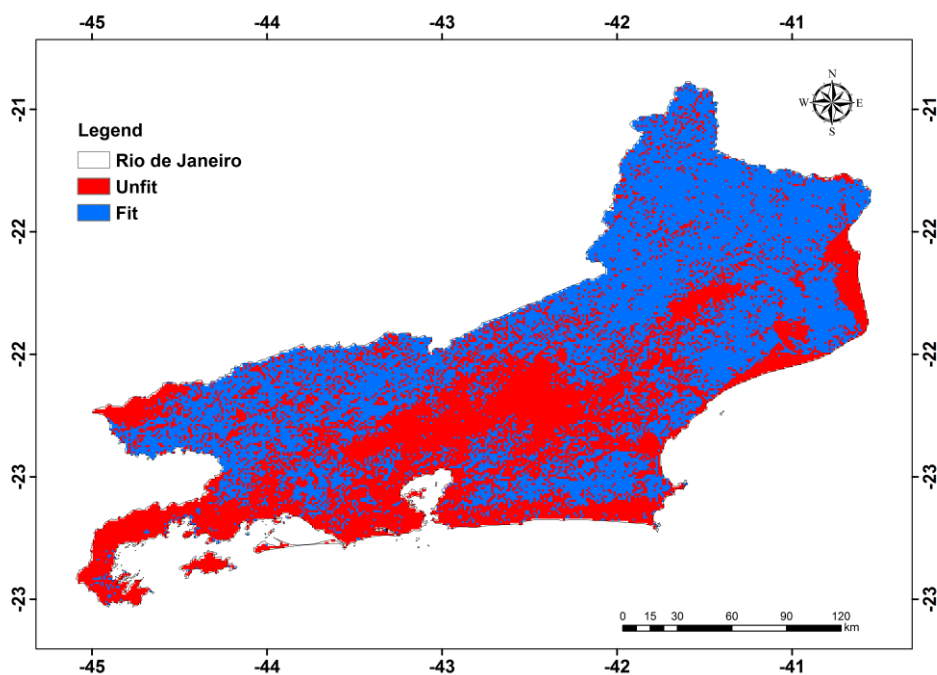 -45 -44 -43 -42 -41
-21 -21
N
W E
S
Legend
Rio de Janeiro
Unfit
Fit
-22 -22
-22 -22
-23 -23
-23 -23
0 15 30 60 90 120
km
-45 -44 -43 -42 -41